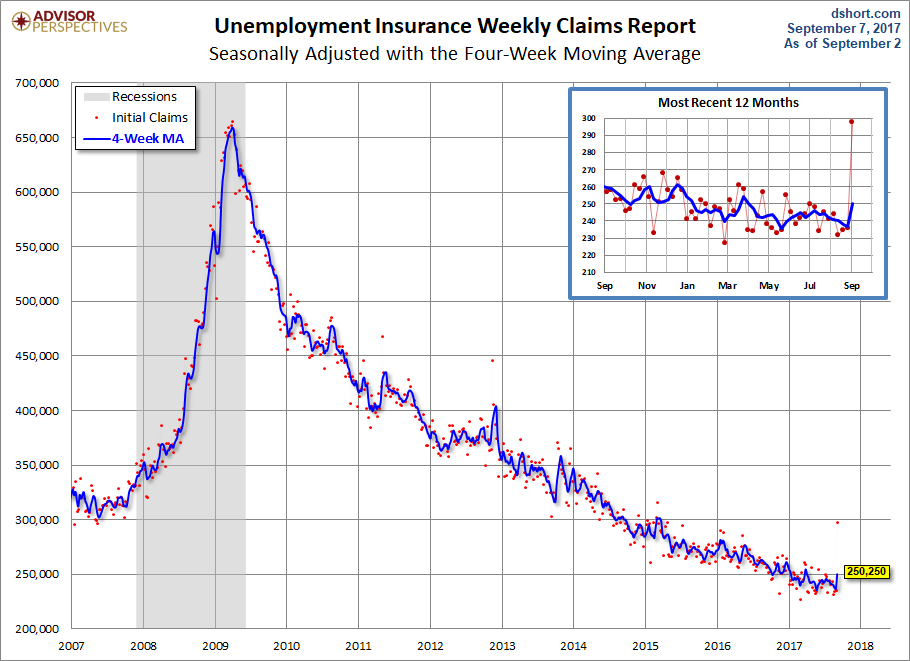 ADVISOR
PERSPECTIVES
Unemployment Insurance Weekly Claims Report
Seasonally Adjusted with the Four-Week Moving Average
dshort.com
September 7, 2017
As of September 2
700,000
650,000
600,000
550,000
500,000
450,000
400,000
350,000
300,000
250,000
200,000
Recessions
Initial Claims
4-Week MA
Most Recent 12 Months
300
290
280
270
260
250
240
230
220
210
Sep Nov Jan Mar May Jul Sep
250,250
2007 2008 2009 2010 2011 2012 2013 2014 2015 2016 2017 2018